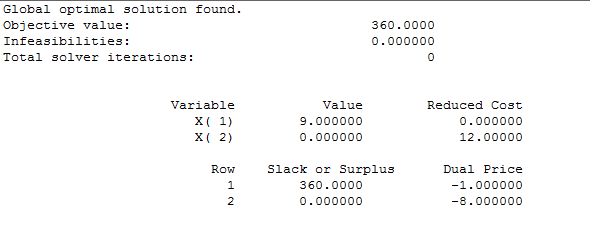 Global optimal solution found.
Objective value: 360.0000
Infeasibilities: 0.000000
Total solver iterations: 0
Variable Value Reduced Cost
X( 1) 9.000000 0.000000
X( 2) 0.000000 12.00000
Row Slack or Surplus Dual Price
1 360.0000 -1.000000
2 0.000000 -8.000000